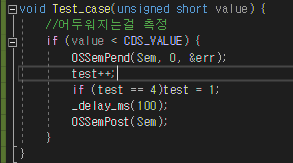 void Test_case(unsigned short value) {
//어두워지는걸 측정
if (value < CDS_VALUE) {
OSSemPend(Sem, 0, &err);
test++;
if (test == 4)test = 1;
_delay_ms(100);
OSSemPost(Sem);
}
}